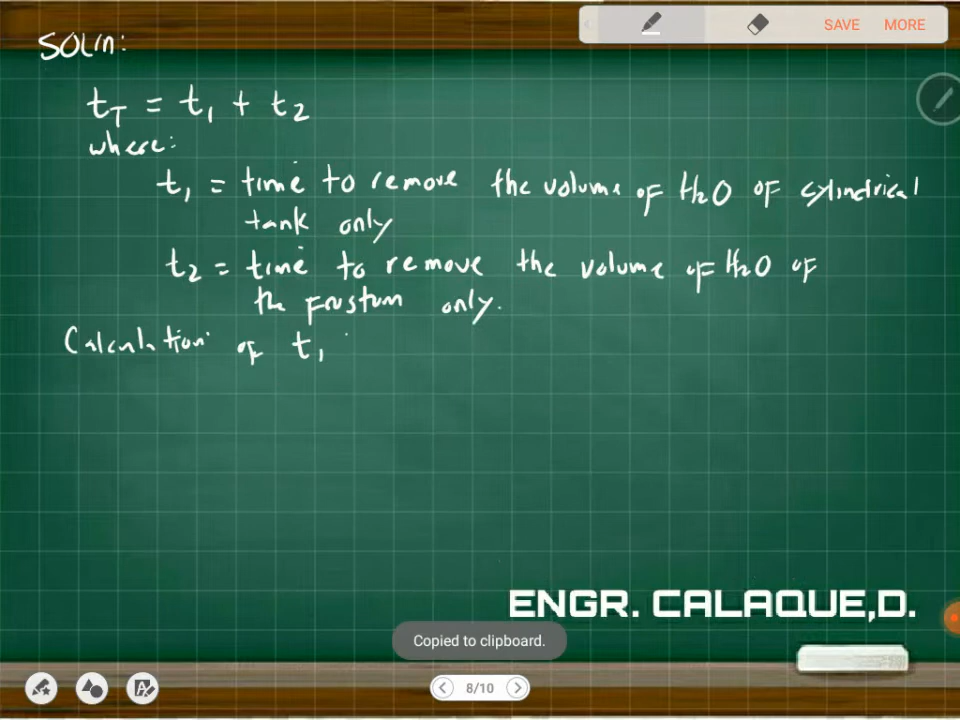 SAVE MORE
SOL'n:
tT = t1 + t2
where:
t1 = time to remove the volume of H2O of cylindrical
tank only
t2 = time to remove the volume of H2O of
the frustum only.
Calculation of t1
ENGR. CALAQUE,D.
Copied to clipboard.
8/10